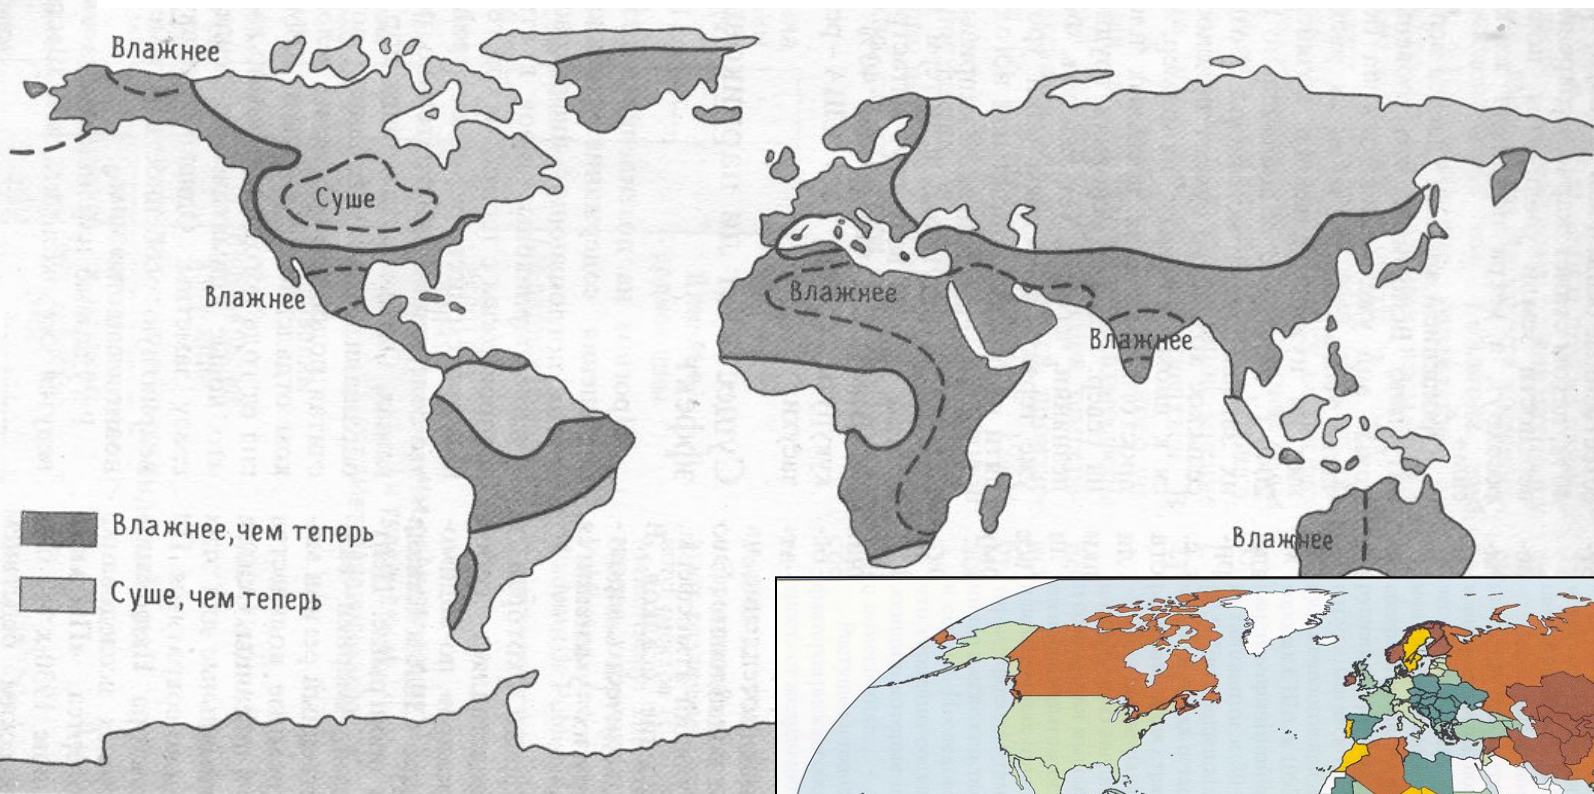 Влажнее
Суше
Влажнее
Влажнее
Влажнее
Влажнее
Влажнее, чем теперь
Суше, чем теперь